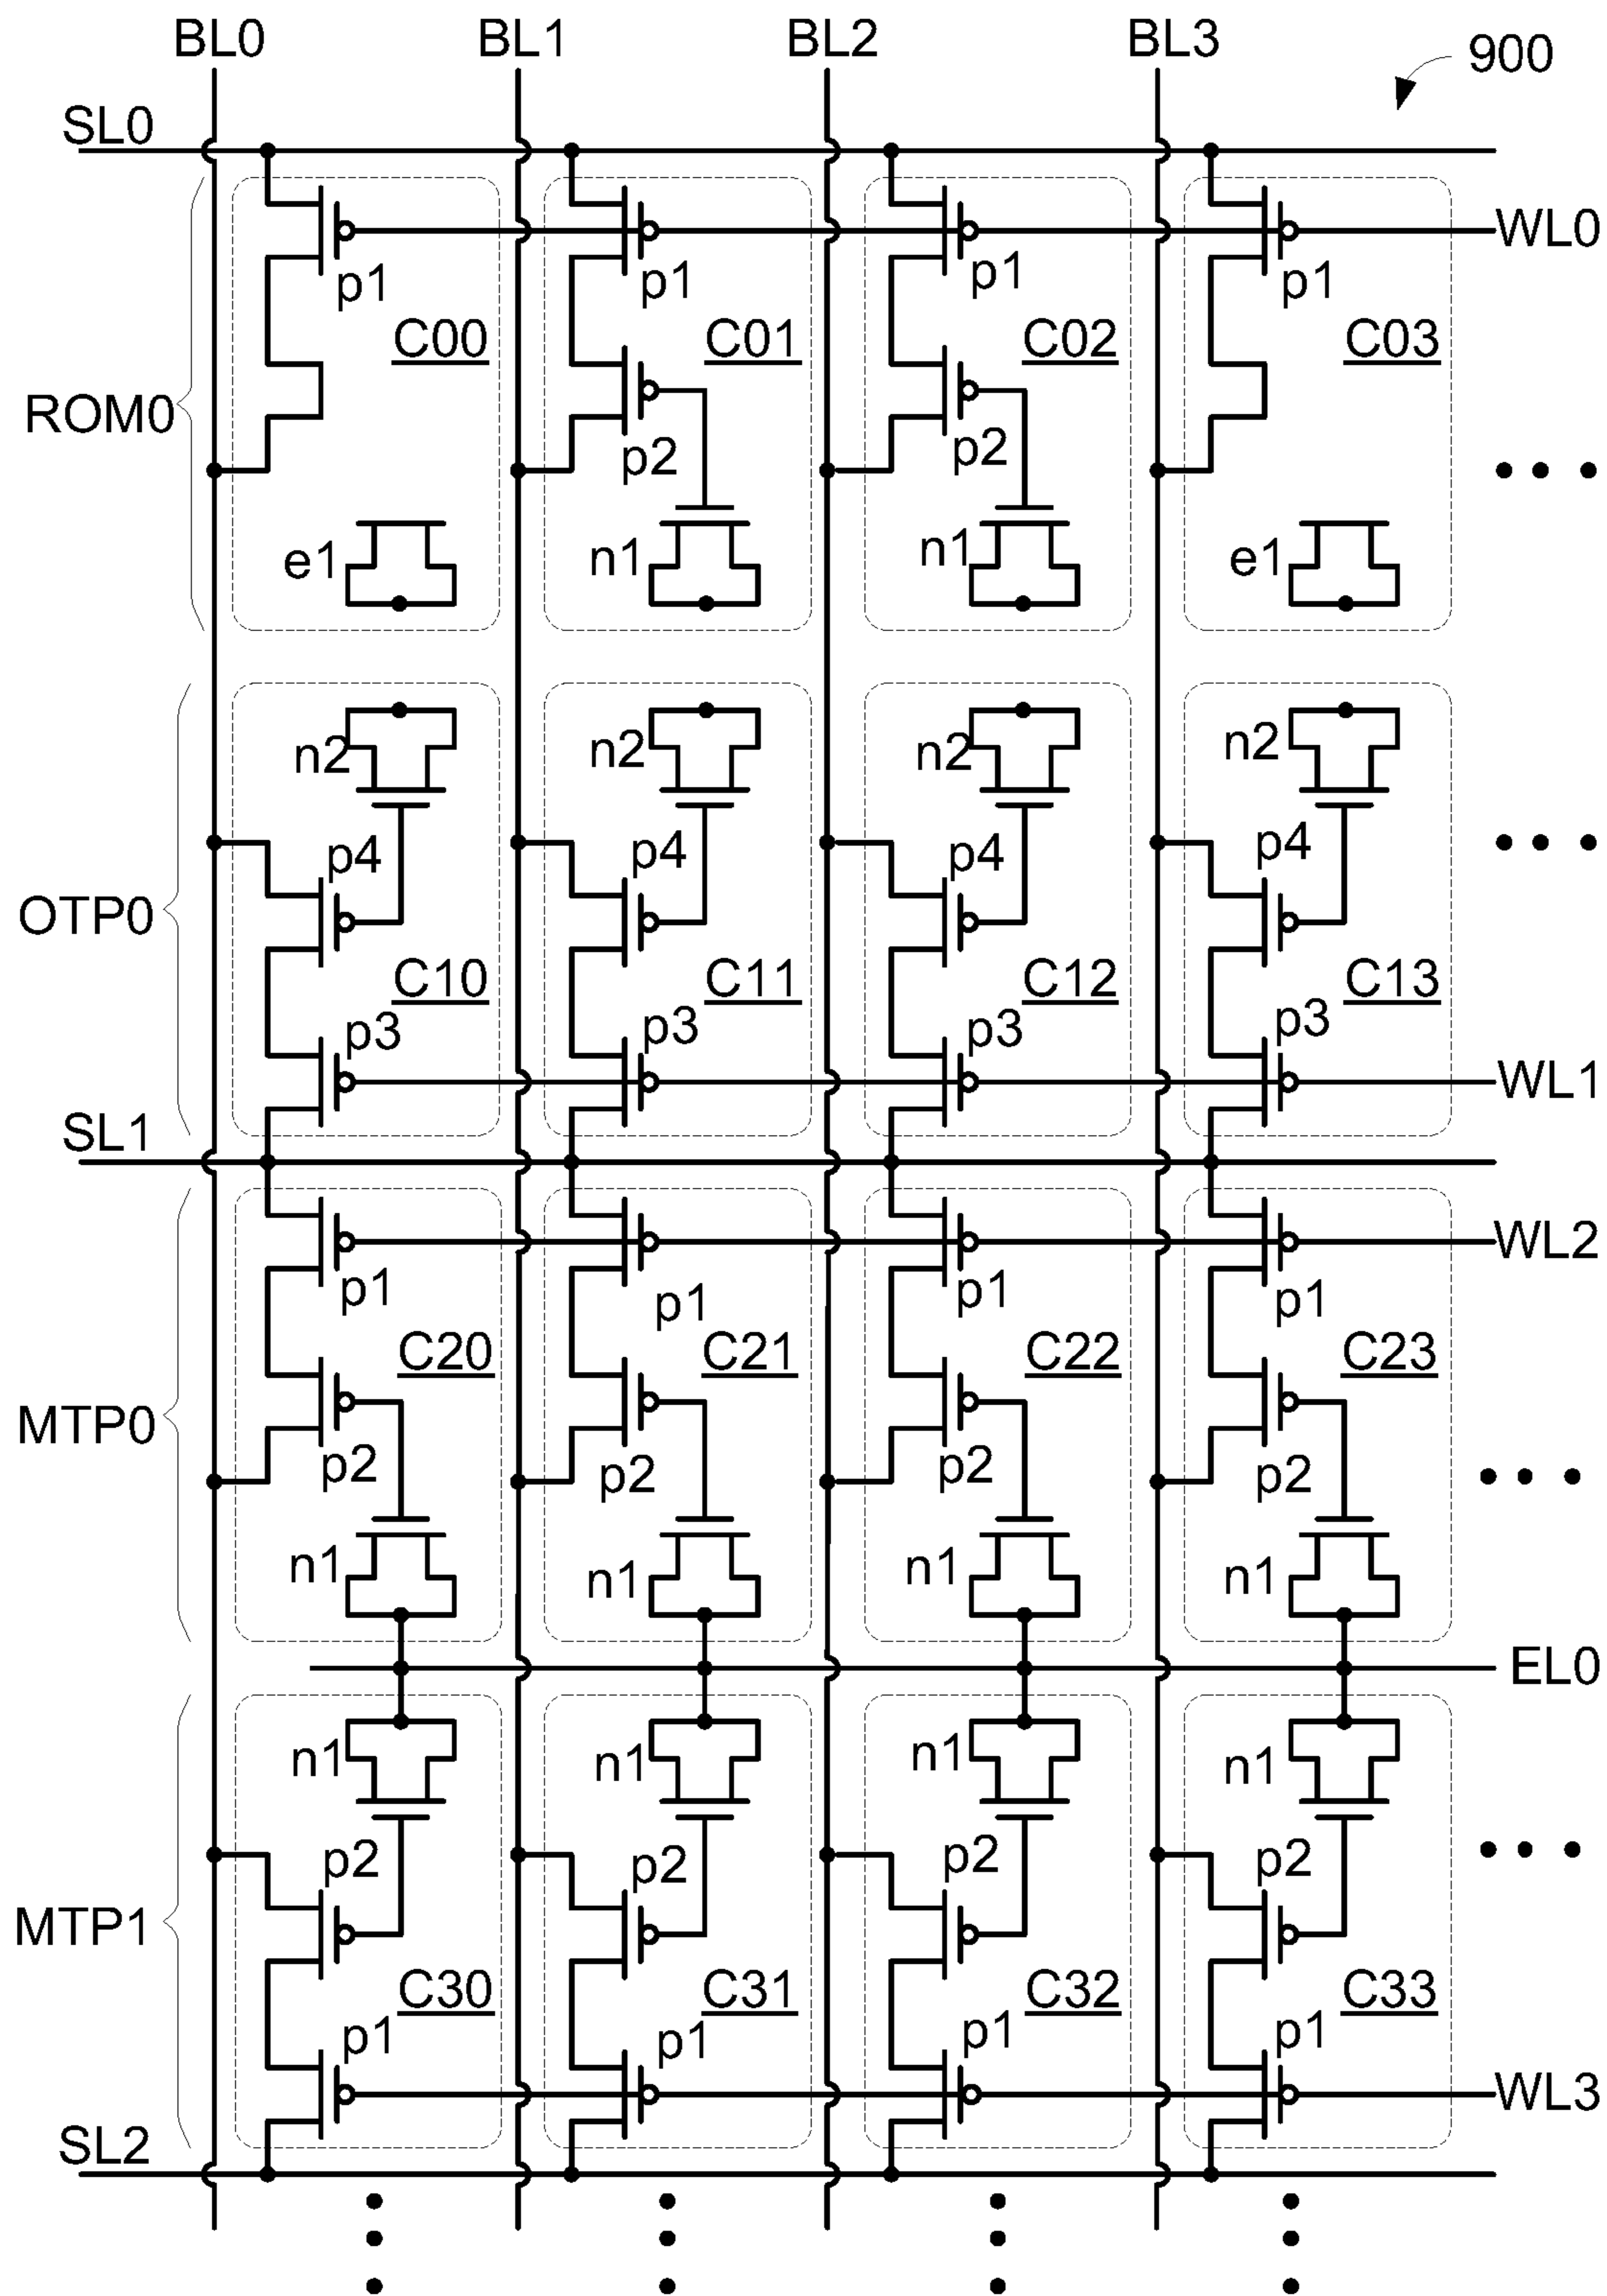 BL0 BL1 BL2 BL3
900
SL0
WL0
p1 p1 p1 p1
C00 C01 C02 C03
ROM0
p2 p2
e1 n1 n1 e1
n2 n2 n2 n2
p4 p4 p4 p4
OTP0
C10 C11 C12 C13
p3 p3 p3 p3
WL1
SL1
WL2
p1 p1 p1 p1
C20 C21 C22 C23
MTP0
p2 p2 p2 p2
n1 n1 n1 n1
EL0
n1 n1 n1 n1
p2 p2 p2 p2
MTP1
C30 C31 C32 C33
p1 p1 p1 p1
WL3
SL2